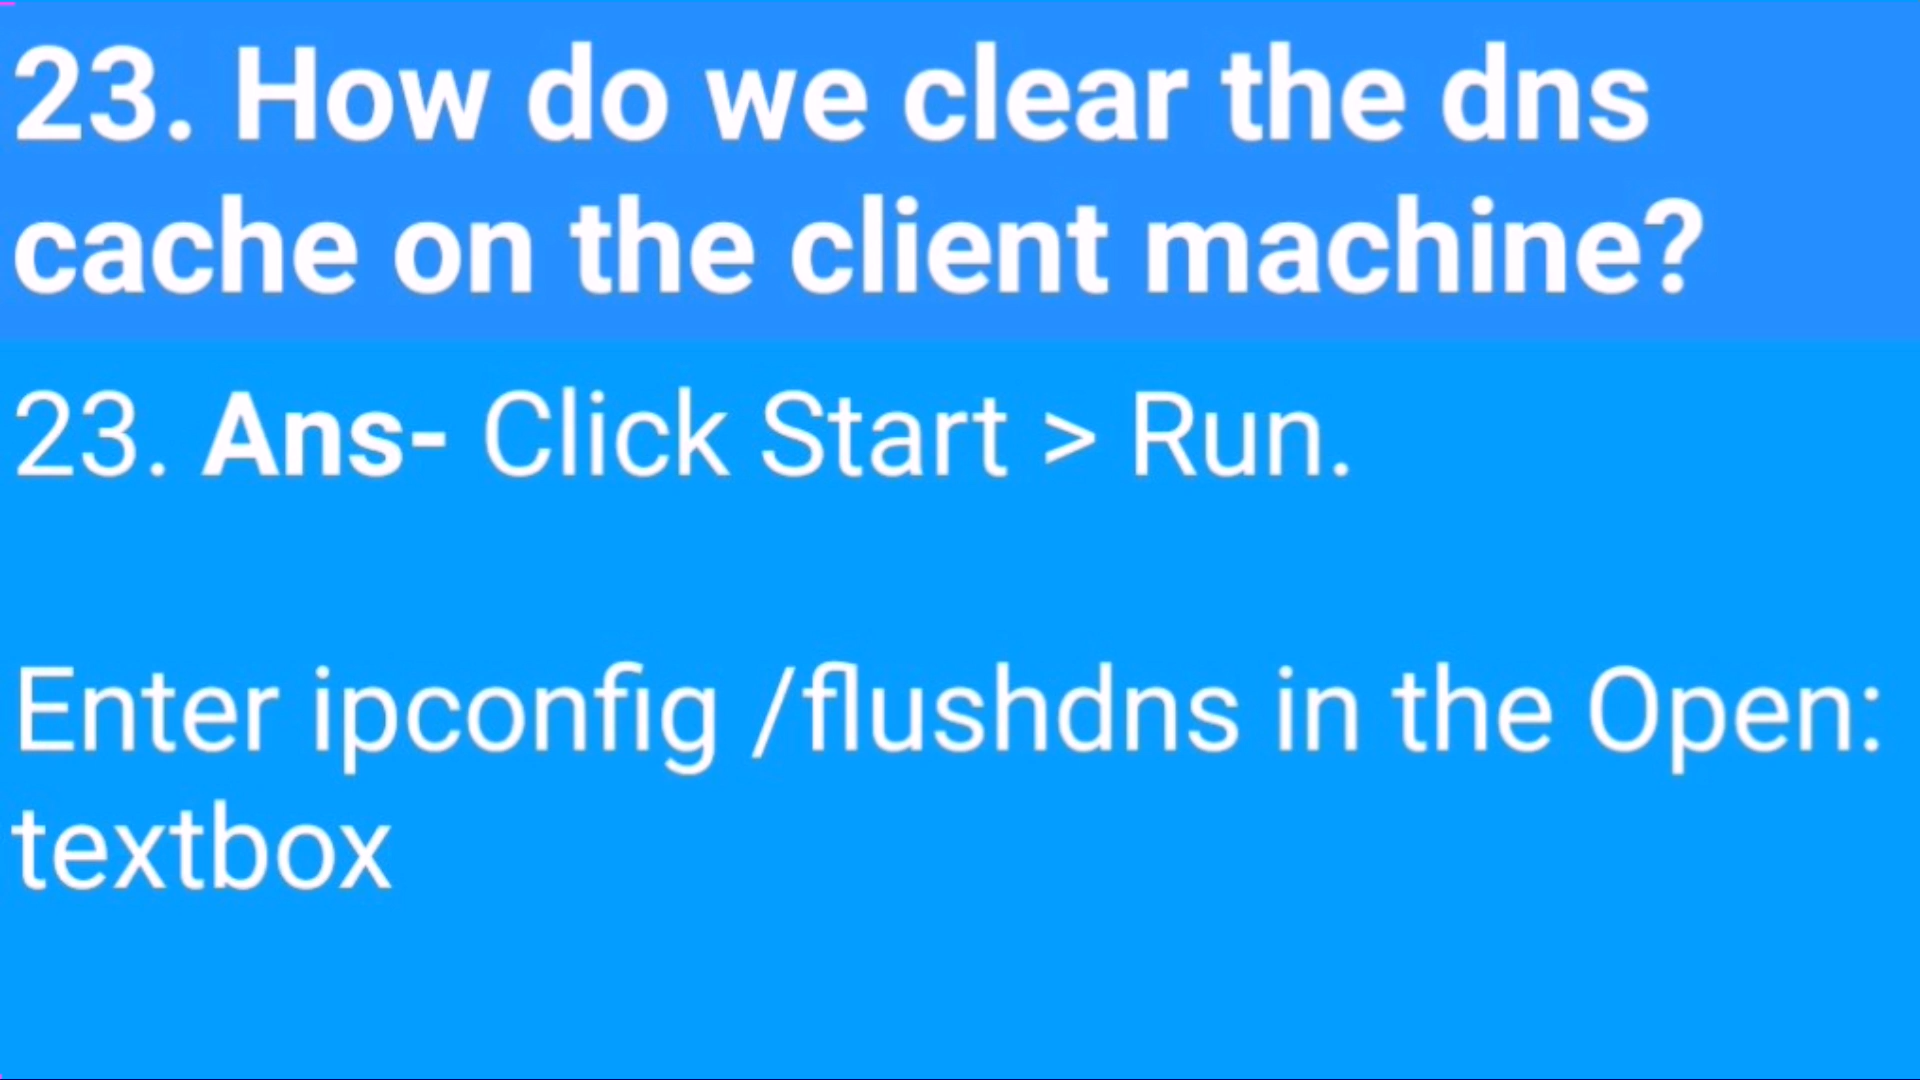 23. How do we clear the dns
cache on the client machine?
23. Ans- Click Start > Run.
Enter ipconfig /flushdns in the Open:
textbox